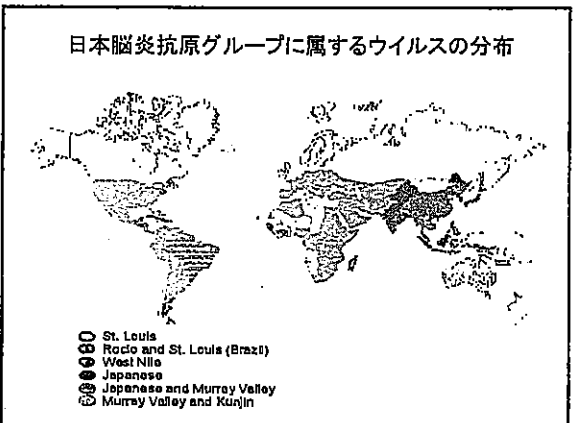 日本脳炎抗原グループに属するウイルスの分布
St. Louis
Rocio and St. Louis (Brazil)
West Nile
Japanese
Japanese and Murray Valley
Murray Valley and Kunjin